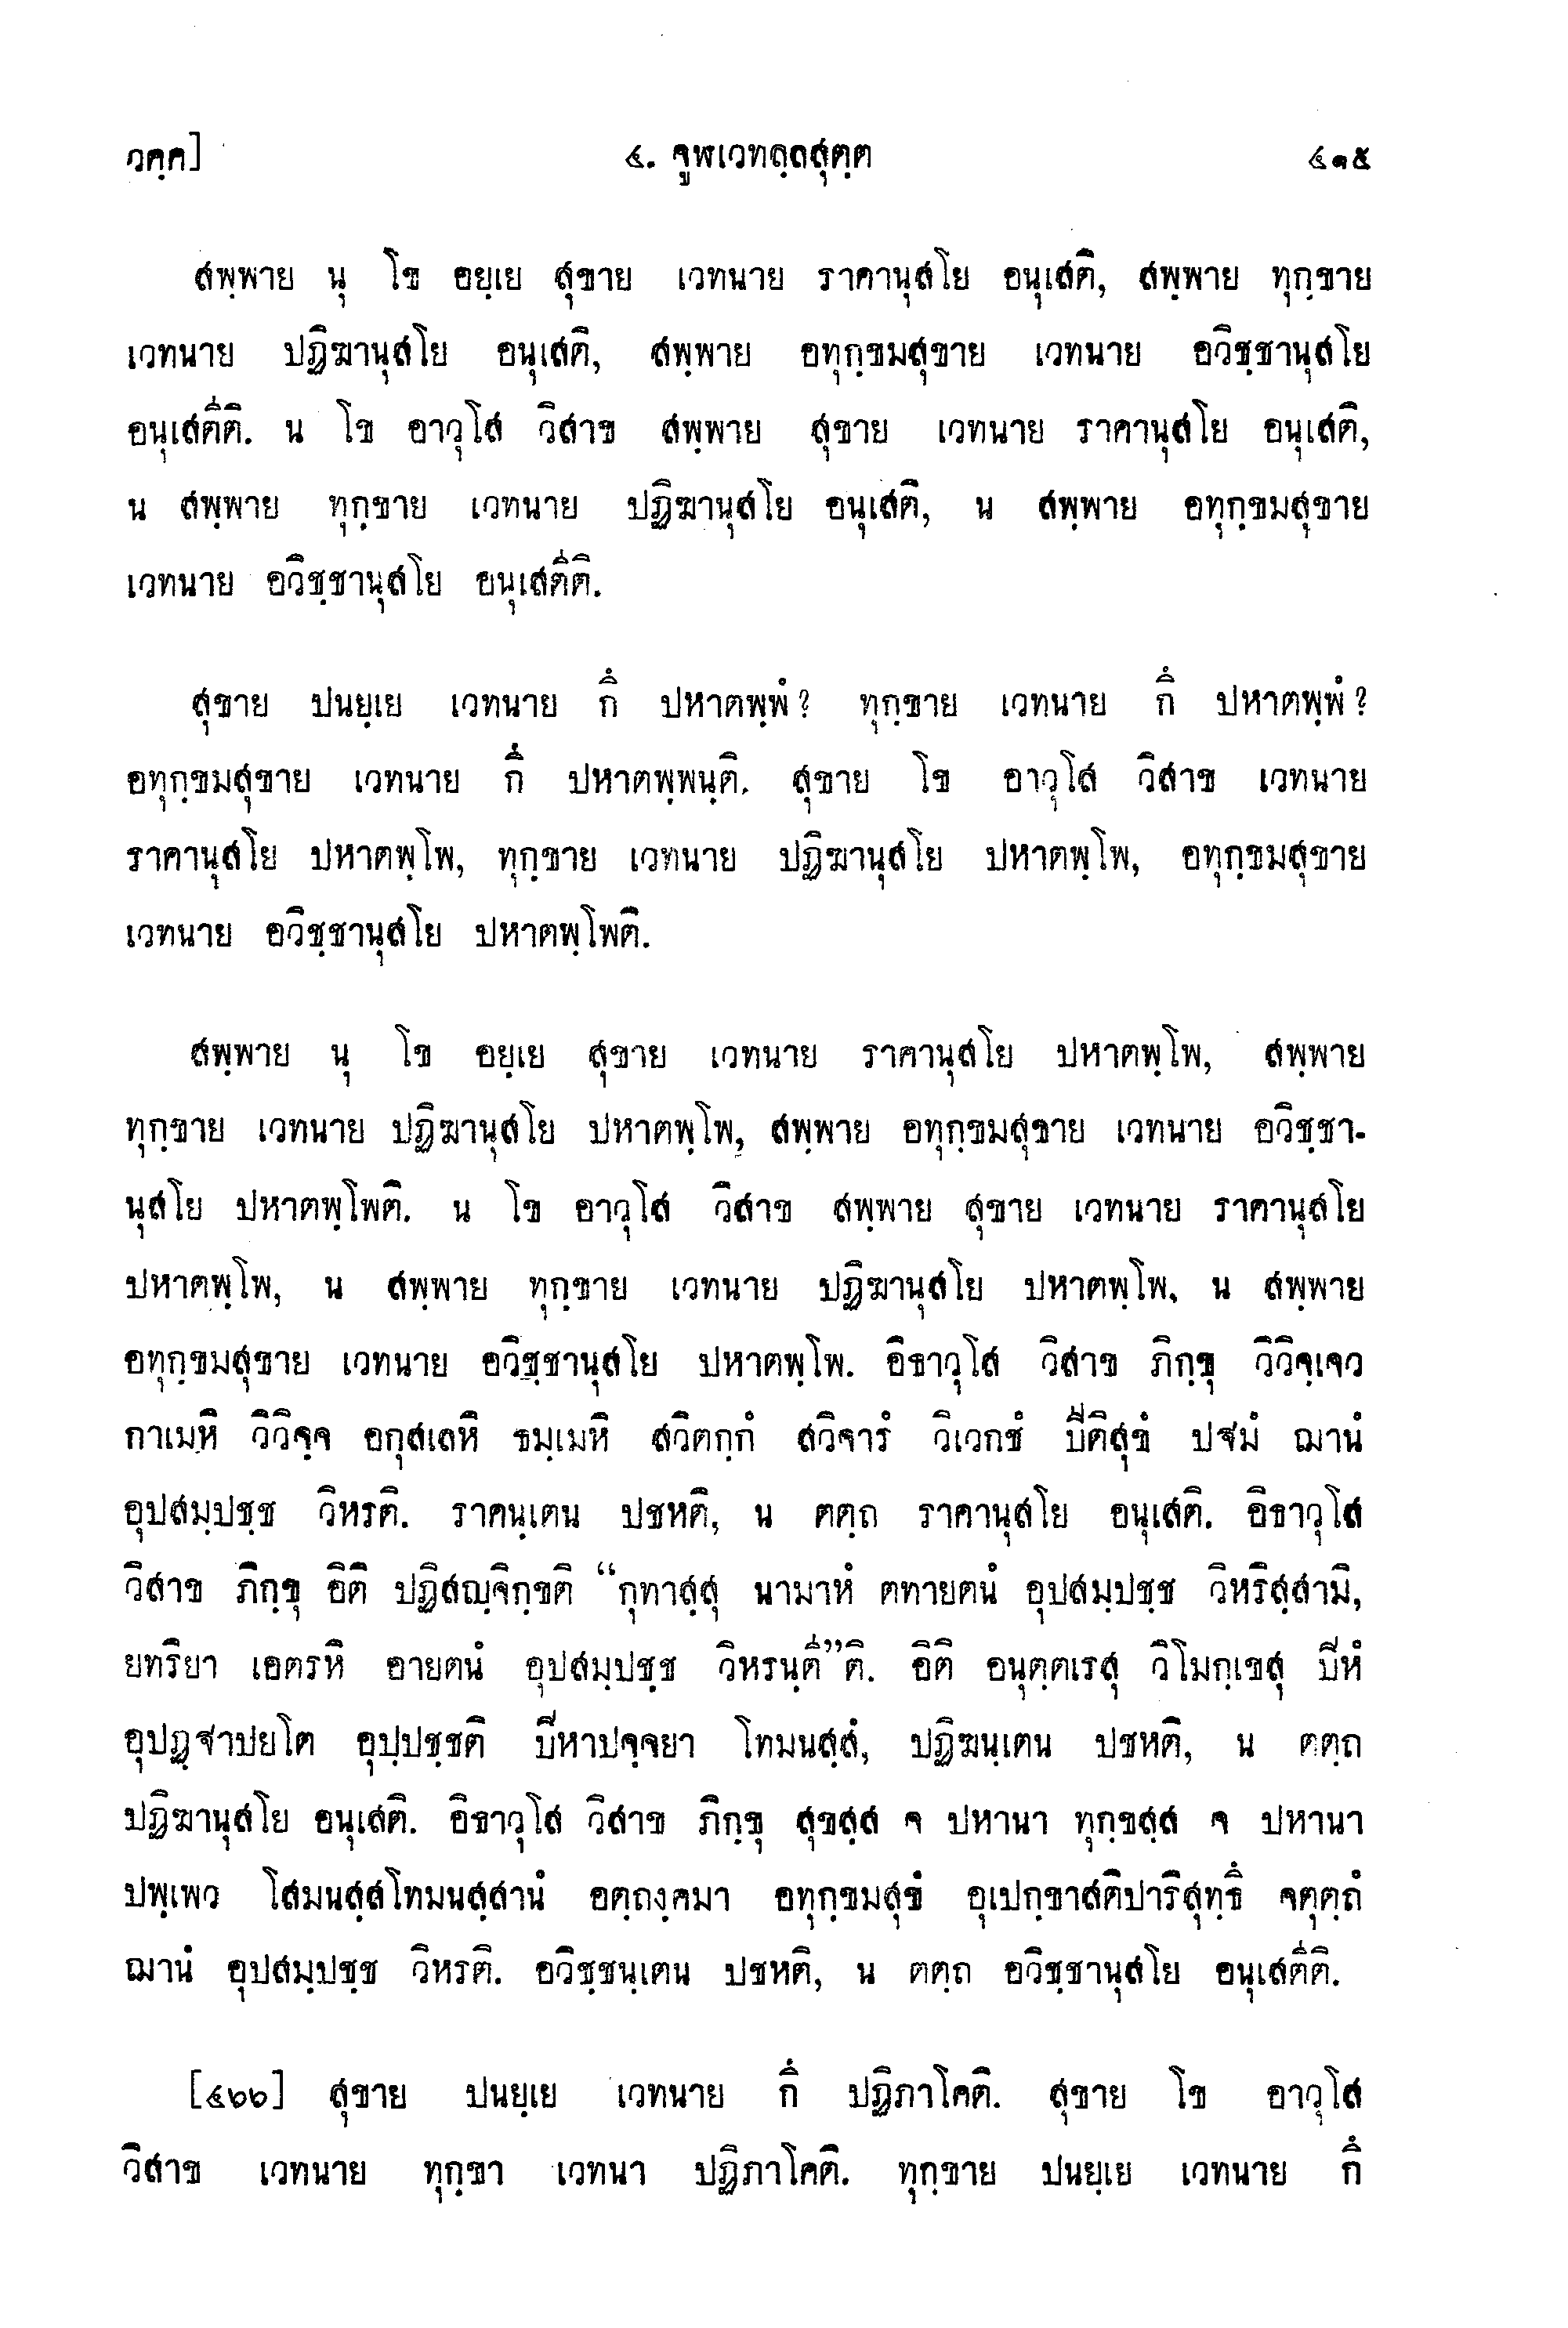 วคฺค]
๔. จูฬเวทลฺลสุตฺต
๔๑๕
สพฺพาย นุ โข อยฺเย สุขาย เวทนาย ราคานุสโย อนุเสติ, สพฺพาย ทุกฺขาย
เวทนาย ปฏิฆานุสโย อนุเสติ, สพฺพาย อทุกฺขมสุขาย เวทนาย อวิชฺชานุสโย
อนุเสตี่ติ. น โข อาวุโส วิสาข สพฺพาย สุขาย เวทนาย ราคานุสโย อนุเสติ,
น สพฺพาย ทุกฺขาย เวทนาย ปฏิฆานุสโย อนุเสติ, น สพฺพาย อทุกฺขมสุขาย
เวทนาย อวิชฺชานุสโย อนุเสตี่ติ.
สุขาย ปนยฺเย เวทนาย กึ ปหาตพฺพํ? ทุกฺขาย เวทนาย กึ ปหาตพฺพํ?
อทุกฺขมสุขาย เวทนาย กึ ปหาตพฺพนฺติ. สุขาย โข อาวุโส วิสาข เวทนาย
ราคานุสโย ปหาตพฺโพ, ทุกฺขาย เวทนาย ปฏิฆานุสโย ปหาตพฺโพ, อทุกฺขมสุขาย
เวทนาย อวิชฺชานุสโย ปหาตพฺโพติ.
สพฺพาย นุ โข อยฺเย สุขาย เวทนาย ราคานุสโย ปหาตพฺโพ, สพฺพาย
ทุกฺขาย เวทนาย ปฏิฆานุสโย ปหาตพฺโพ, สพฺพาย อทุกฺขมสุขาย เวทนาย อวิชฺชา-
นุสโย ปหาตพฺโพติ. น โข อาวุโส วิสาข สพฺพาย สุขาย เวทนาย ราคานุสโย
ปหาตพฺโพ, น สพฺพาย ทุกฺขาย เวทนาย ปฏิฆานุสโย ปหาตพฺโพ, น สพฺพาย
อทุกฺขมสุขาย เวทนาย อวิชฺชานุสโย ปหาตพฺโพ. อิธาวุโส วิสาข ภิกฺขุ วิวิจฺเจว
กาเมหิ วิวิจฺจ อกุสเลหิ ธมฺเมหิ สวิตกฺกํ สวิจารํ วิเวกชํ ปีติสุขํ ปฐมํ ฌานํ
อุปสมฺปชฺช วิหรติ. ราคนฺเตน ปชหติ, น ตตฺถ ราคานุสโย อนุเสติ. อิธาวุโส
วิสาข ภิกฺขุ อิติ ปฏิสญฺจิกฺขติ “กุทาสฺสุ นามาหํ ตทายตนํ อุปสมฺปชฺช วิหริสฺสามิ,
ยทริยา เอตรหิ อายตนํ อุปสมฺปชฺช วิหรนฺตี่”ติ. อิติ อนุตฺตเรสุ วิโมกฺเขสุ ปีหํ
อุปฏฺฐาปยโต อุปฺปชฺชติ ปีหาปจฺจยา โทมนสฺสํ, ปฏิฆนฺเตน ปชหติ, น ตตฺถ
ปฏิฆานุสโย อนุเสติ. อิธาวุโส วิสาข ภิกฺขุ สุขสฺส จ ปหานา ทุกฺขสฺส จ ปหานา
ปพฺเพว โสมนสฺสโทมนสฺสานํ อตฺถงฺคมา อทุกฺขมสุขํ อุเปกฺขาสติปาริสุทฺธึ จตุตฺถํ
ฌานํ อุปสมฺปชฺช วิหรติ. อวิชฺชนฺเตน ปชหติ, น ตตฺถ อวิชฺชานุสโย อนุเสตี่ติ.
[๔๖๖] สุขาย ปนยฺเย เวทนาย กึ ปฏิภาโคติ. สุขาย โข อาวุโส
วิสาข เวทนาย ทุกฺขา เวทนา ปฏิภาโคติ. ทุกฺขาย ปนยฺเย เวทนาย กึ